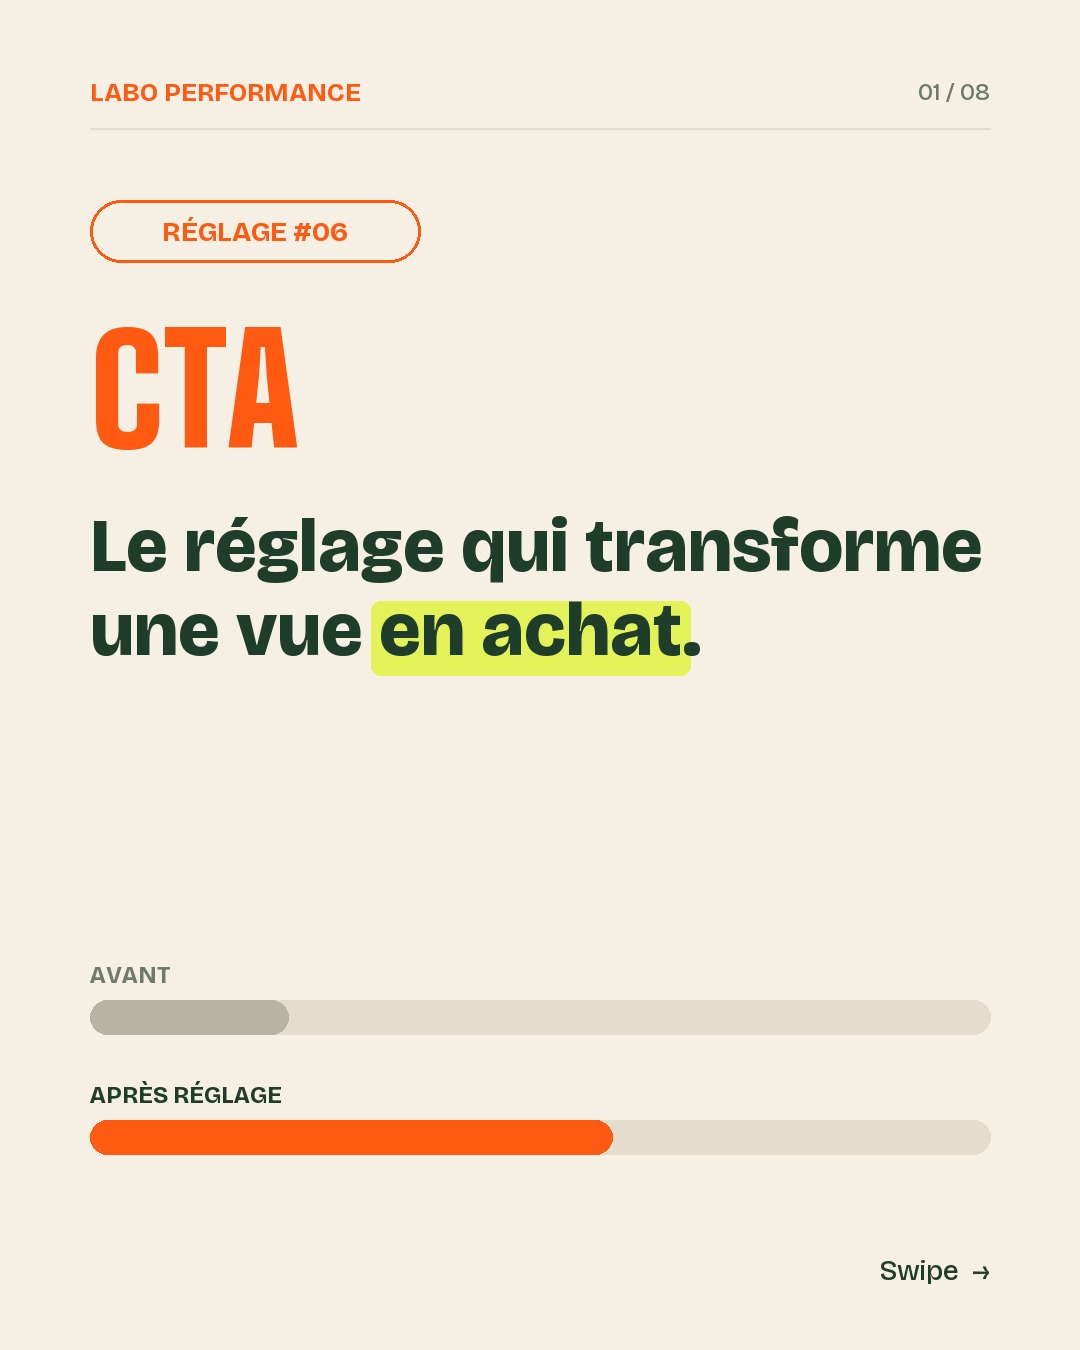 LABO PERFORMANCE
01 / 08
RÉGLAGE #06
CTA
Le réglage qui transforme
une vue en achat.
AVANT
APRÈS RÉGLAGE
Swipe →